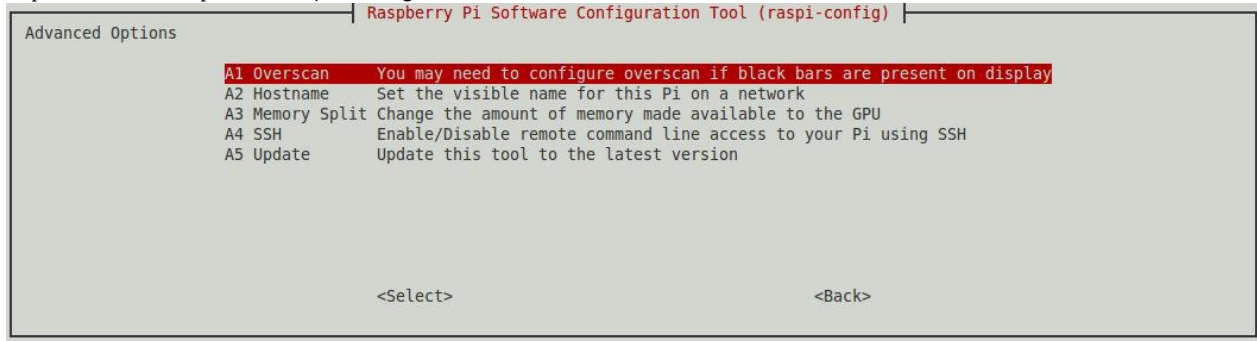 Raspberry Pi Software Configuration Tool (raspi-config)
Advanced Options
A1 Overscan You may need to configure overscan if black bars are present on display
A2 Hostname Set the visible name for this Pi on a network
A3 Memory Split Change the amount of memory made available to the GPU
A4 SSH Enable/Disable remote command line access to your Pi using SSH
A5 Update Update this tool to the latest version
<Select> <Back>